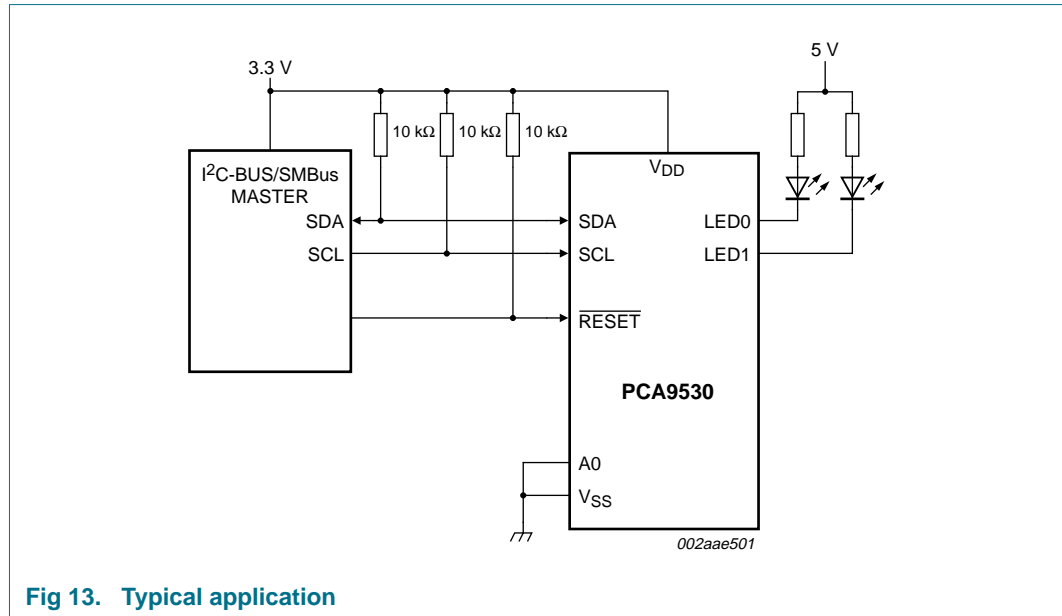 5 V
3.3 V
10 kΩ 10 kΩ 10 kΩ
I²C-BUS/SMBus
MASTER
VDD
SDA
SDA
LED0
SCL
SCL
LED1
RESET
PCA9530
A0
VSS
002aae501
Fig 13. Typical application